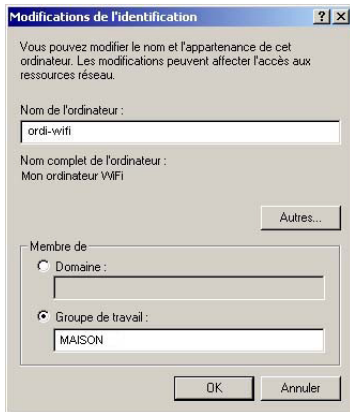 Modifications de l'identification
Vous pouvez modifier le nom et l'appartenance de cet
ordinateur. Les modifications peuvent affecter l'accès aux
ressources réseau.
Nom de l'ordinateur :
ordi-wifi
Nom complet de l'ordinateur :
Mon ordinateur WiFi
Autres...
Membre de
Domaine :
Groupe de travail :
MAISON
OK
Annuler